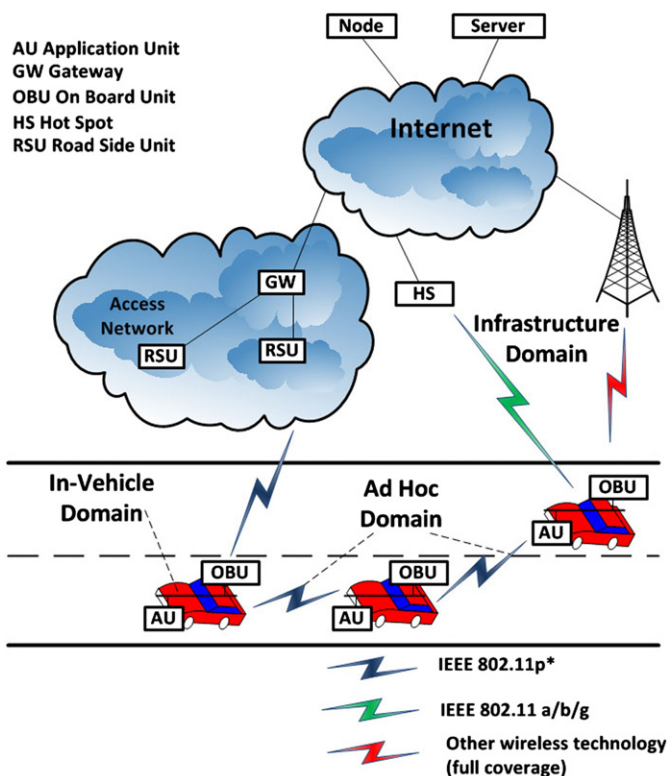 AU Application Unit
GW Gateway
OBU On Board Unit
HS Hot Spot
RSU Road Side Unit
Node
Server
Internet
GW
Access
Network
RSU
RSU
HS
Infrastructure
Domain
In-Vehicle
Domain
Ad Hoc
Domain
OBU
AU
OBU
AU
OBU
AU
IEEE 802.11p*
IEEE 802.11 a/b/g
Other wireless technology
(full coverage)